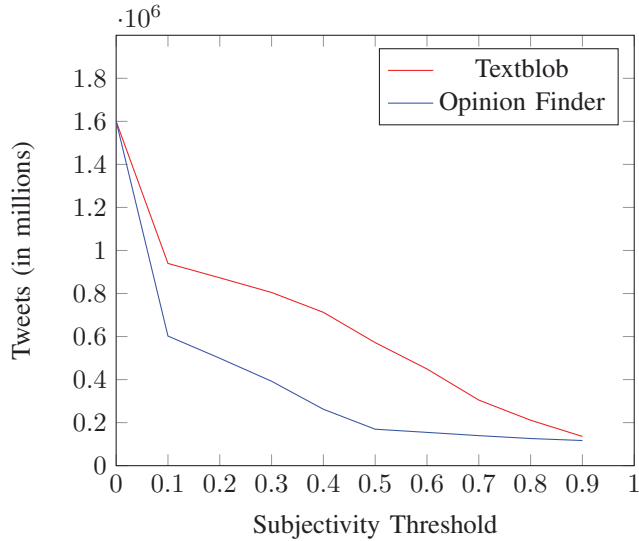 ·10⁶
1.8
1.6
1.4
1.2
1
0.8
0.6
0.4
0.2
0
Tweets (in millions)
Textblob
Opinion Finder
0 0.1 0.2 0.3 0.4 0.5 0.6 0.7 0.8 0.9 1
Subjectivity Threshold